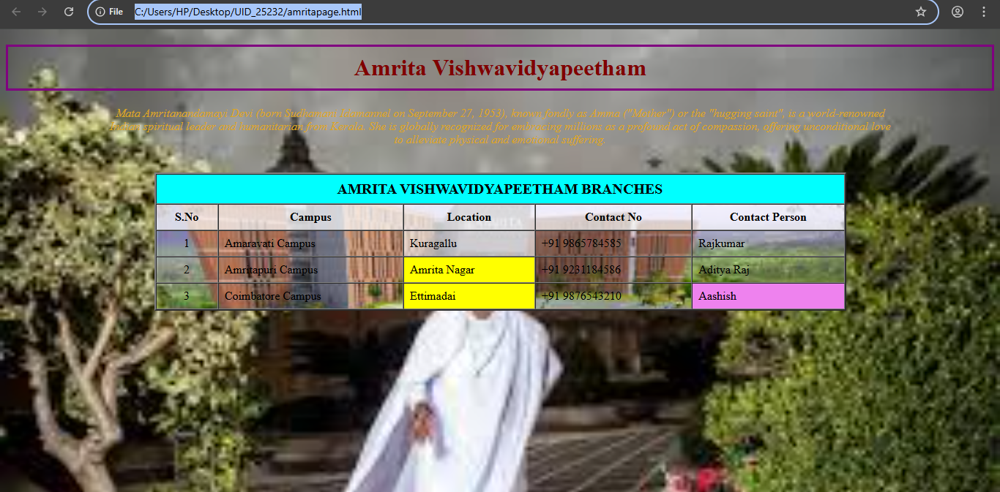 File C:/Users/HP/Desktop/UID_25232/amritapage.html
Amrita Vishwavidyapeetham
Mata Amritanandamayi Devi (born Sudhamani Idamannel on September 27, 1953), known fondly as Amma ("Mother") or the "hugging saint", is a world-renowned
Indian spiritual leader and humanitarian from Kerala. She is globally recognized for embracing millions as a profound act of compassion, offering unconditional love
to alleviate physical and emotional suffering.
AMRITA VISHWAVIDYAPEETHAM BRANCHES
S.No Campus Location Contact No Contact Person
1 Amaravati Campus Kuragallu +91 9865784585 Rajkumar
2 Amritapuri Campus Amrita Nagar +91 9231184586 Aditya Raj
3 Coimbatore Campus Ettimadai +91 9876543210 Aashish